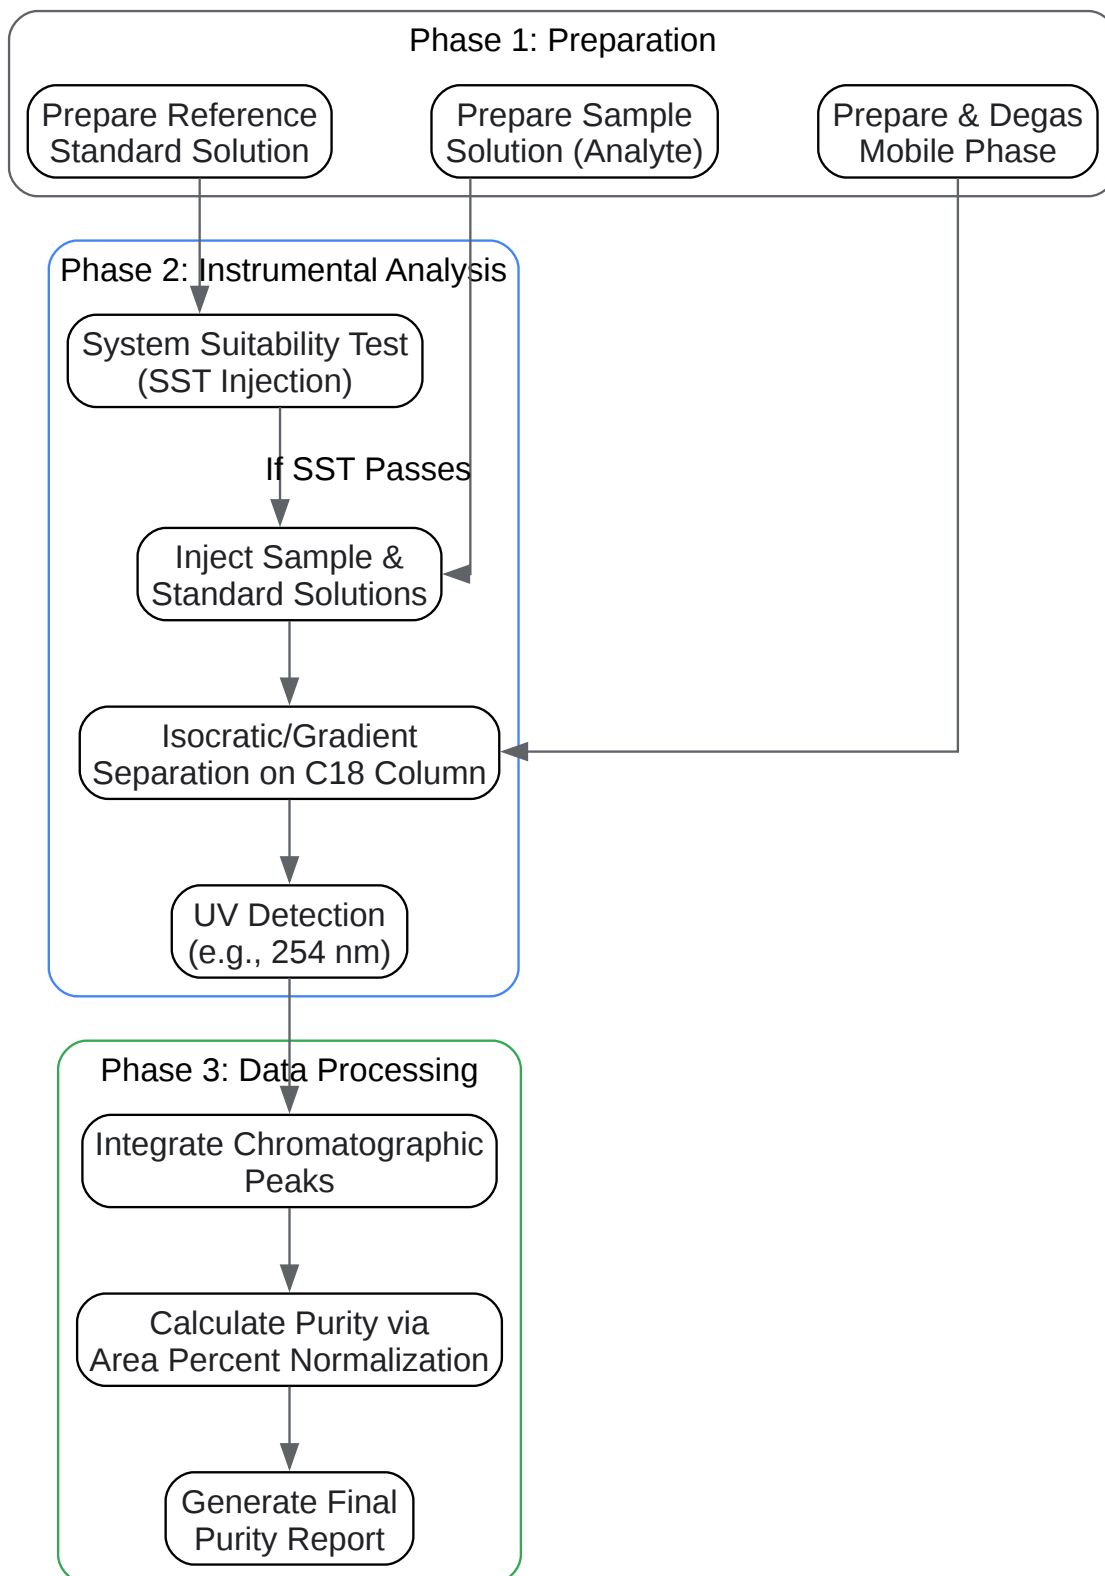 Phase 1: Preparation
Prepare Reference
Standard Solution
Prepare Sample
Solution (Analyte)
Prepare & Degas
Mobile Phase
Phase 2: Instrumental Analysis
System Suitability Test
(SST Injection)
If SST Passes
Inject Sample &
Standard Solutions
Isocratic/Gradient
Separation on C18 Column
UV Detection
(e.g., 254 nm)
Phase 3: Data Processing
Integrate Chromatographic
Peaks
Calculate Purity via
Area Percent Normalization
Generate Final
Purity Report